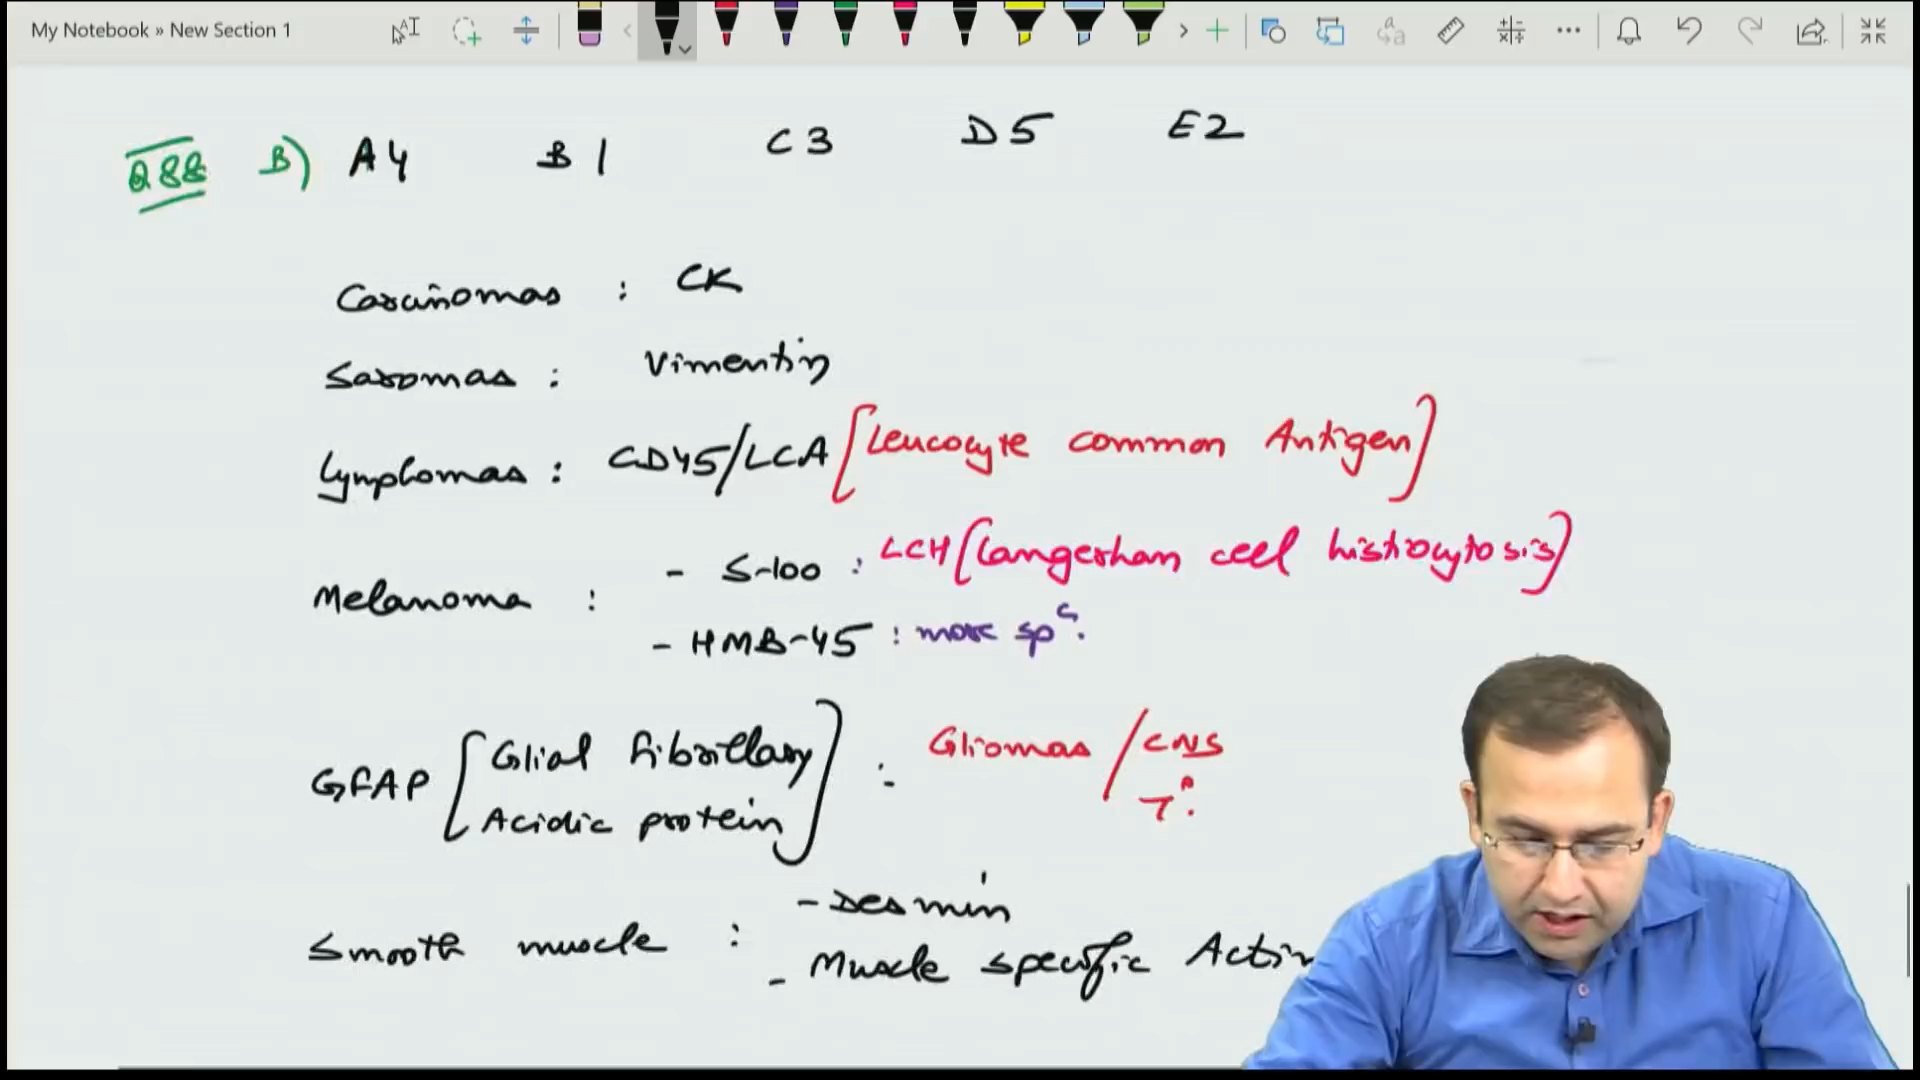 My Notebook » New Section 1
Q88 B) A4 B1 C3 D5 E2
Carcinomas : CK
Sarcomas : Vimentin
Lymphomas : CD45/LCA [Leucocyte common Antigen]
Melanoma : - S-100 : LCH [Langerhan cell histiocytosis]
- HMB-45 : more spc.
GFAP [Glial fibrillary Acidic protein] : Gliomas / CNS Tr.
Smooth muscle : - Desmin
- Muscle specific Actin